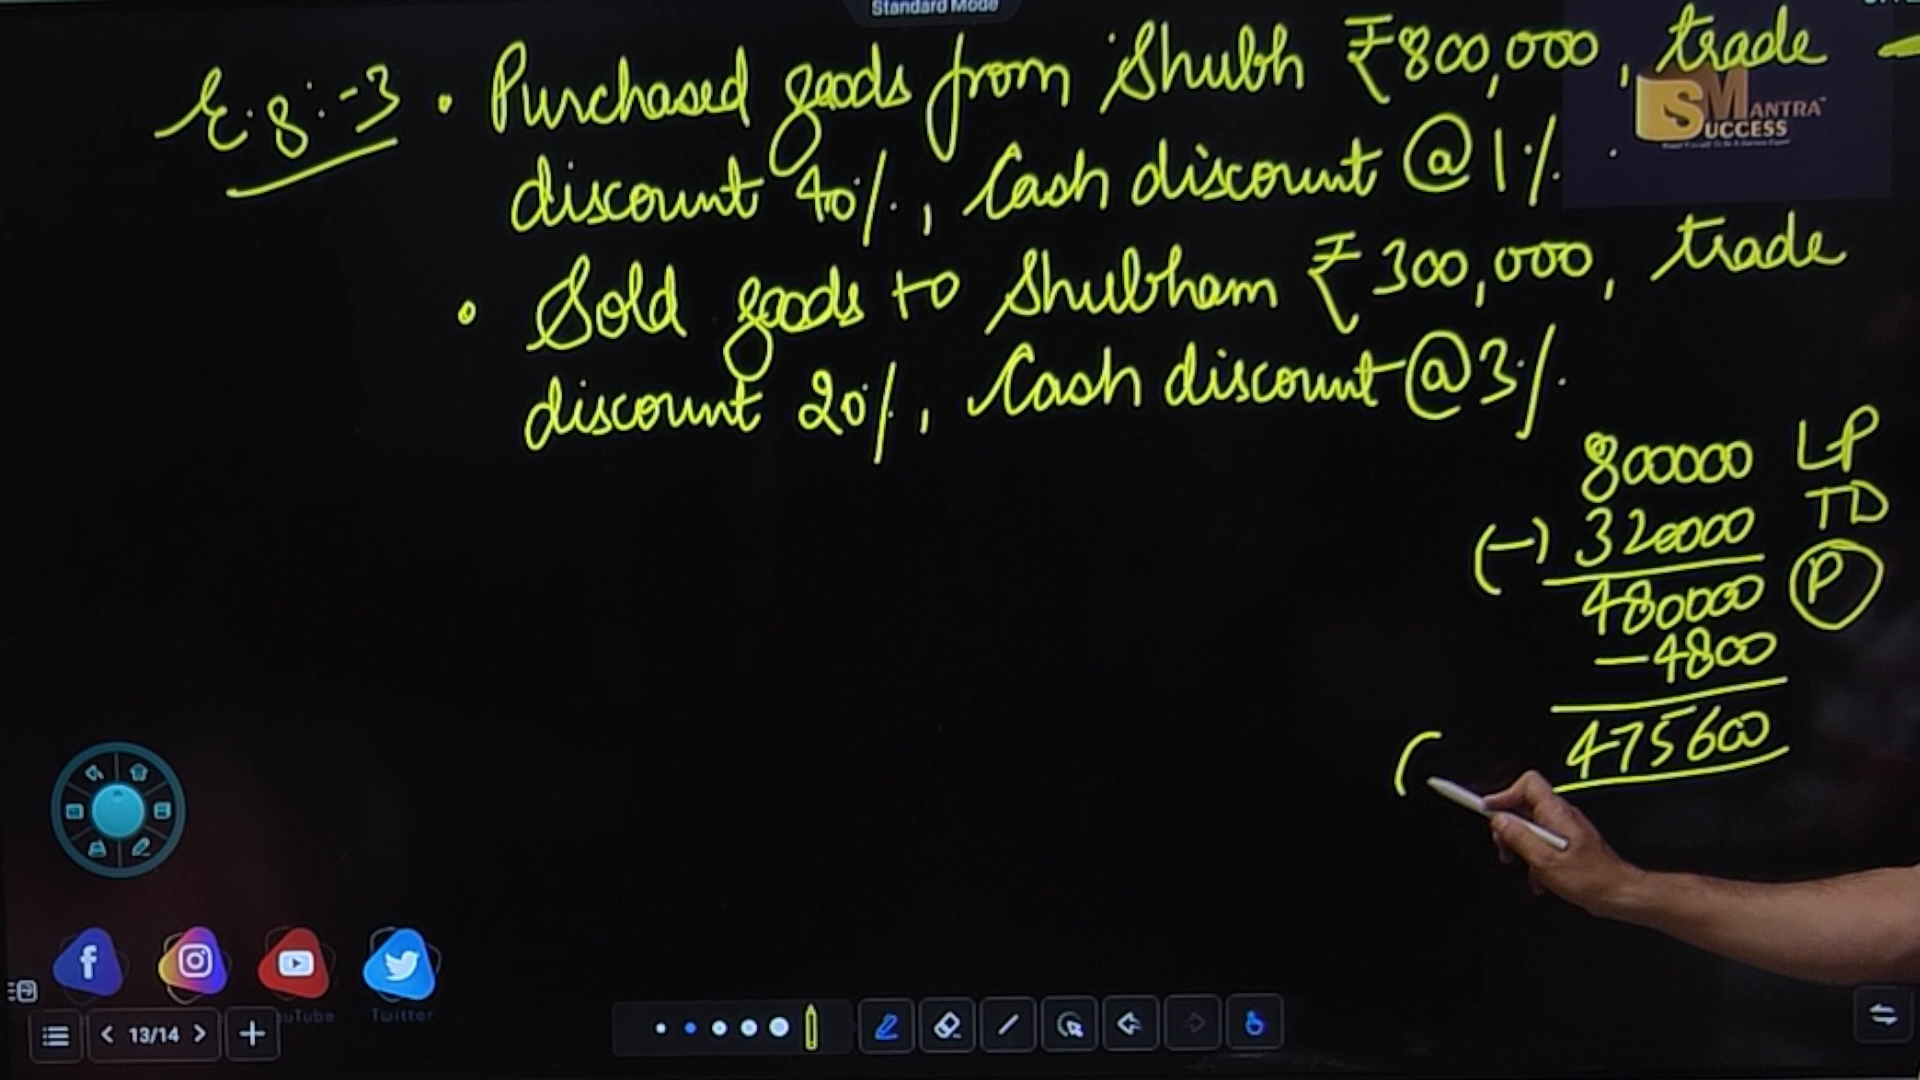 Standard Mode
E.g:-3 • Purchased goods from Shubh ₹800,000, trade
discount 40%, Cash discount @1%.
• Sold goods to Shubham ₹300,000, trade
discount 20%, Cash discount @3%.
SUCCESS MANTRA
800000 LP
(-) 320000 TD
480000 P
-4800
475600
(
Twitter
13/14